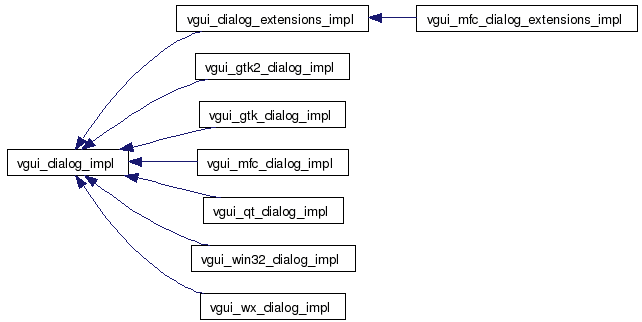 vgui_dialog_extensions_impl
vgui_mfc_dialog_extensions_impl
vgui_gtk2_dialog_impl
vgui_gtk_dialog_impl
vgui_dialog_impl
vgui_mfc_dialog_impl
vgui_qt_dialog_impl
vgui_win32_dialog_impl
vgui_wx_dialog_impl